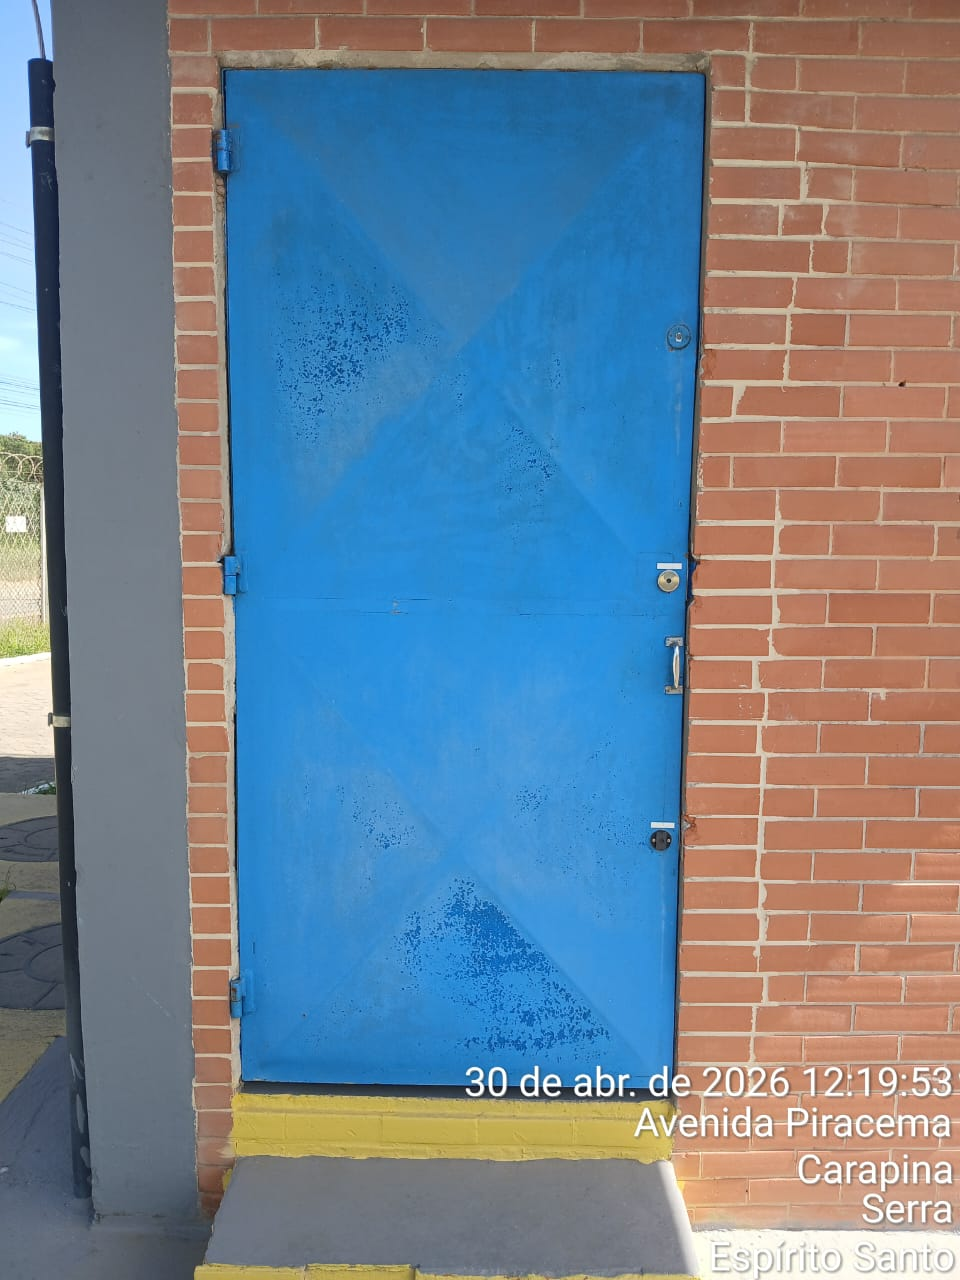 30 de abr. de 2026 12:19:53
Avenida Piracema
Carapina
Serra
Espírito Santo